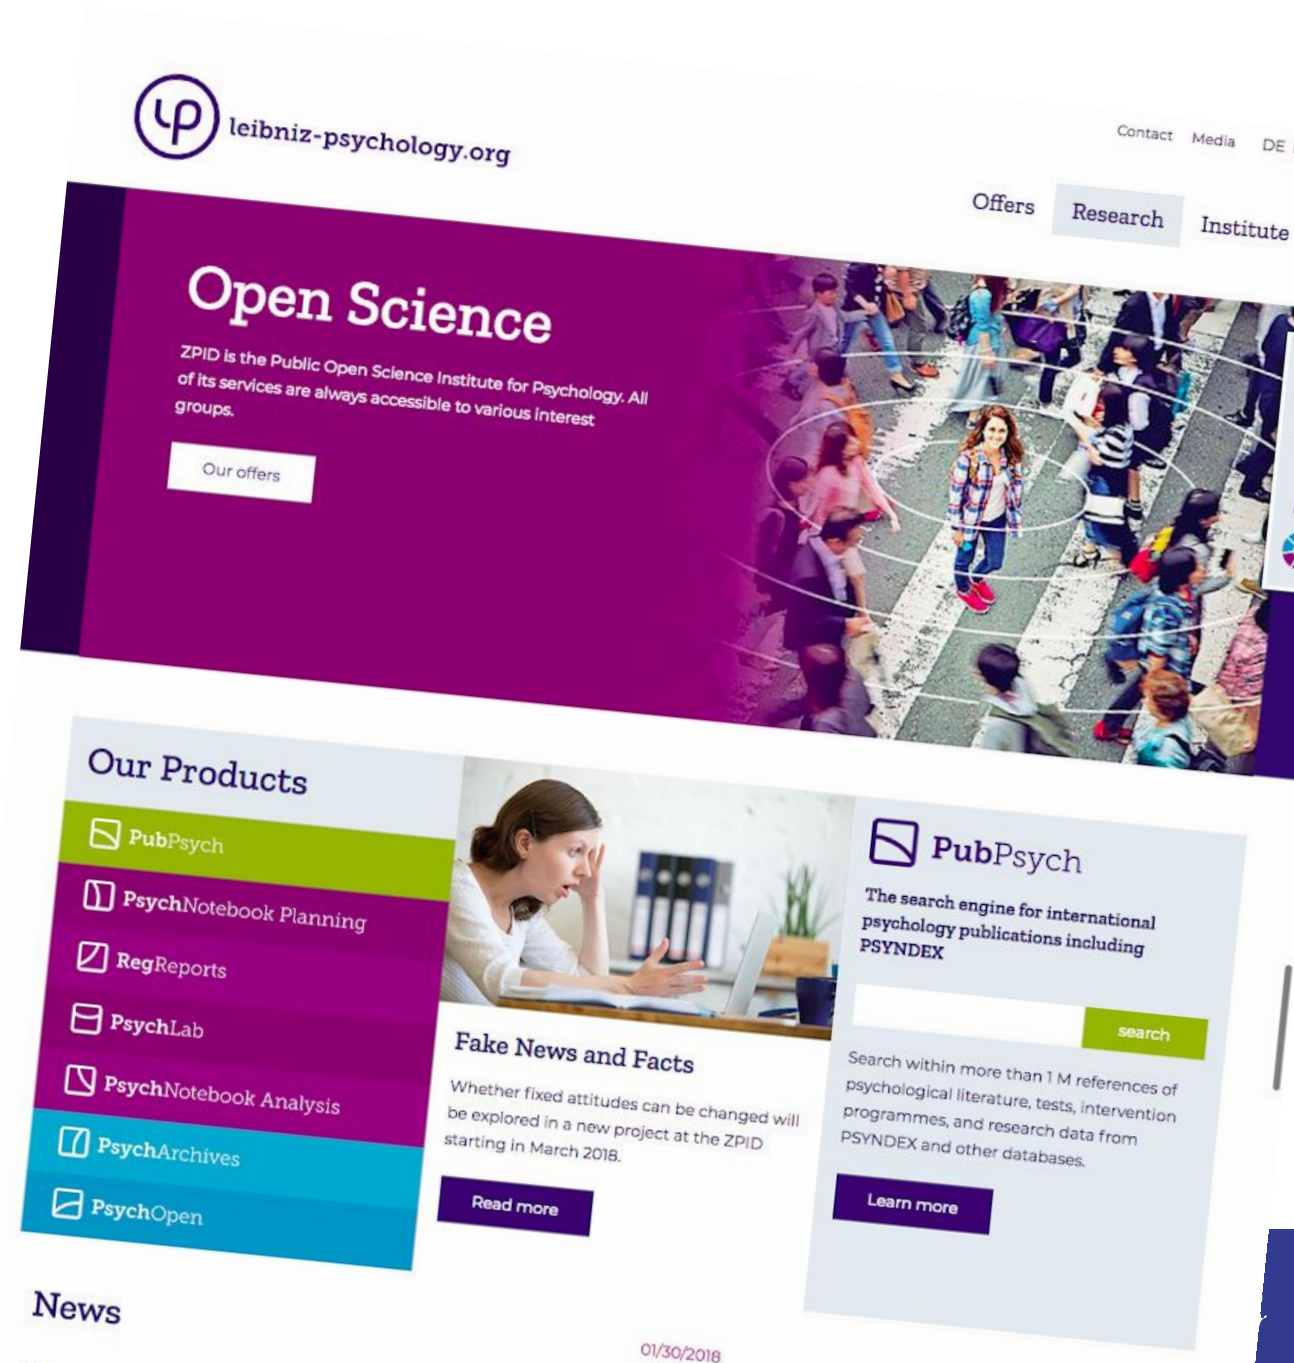 leibniz-psychology.org
Contact Media DE
Offers Research Institute
Open Science
ZPID is the Public Open Science Institute for Psychology. All
of its services are always accessible to various interest
groups.
Our offers
Our Products
PubPsych
PsychNotebook Planning
RegReports
PsychLab
PsychNotebook Analysis
PsychArchives
PsychOpen
Fake News and Facts
Whether fixed attitudes can be changed will
be explored in a new project at the ZPID
starting in March 2018.
Read more
PubPsych
The search engine for international
psychology publications including
PSYNDEX
search
Search within more than 1 M references of
psychological literature, tests, intervention
programmes, and research data from
PSYNDEX and other databases.
Learn more
News
01/30/2018